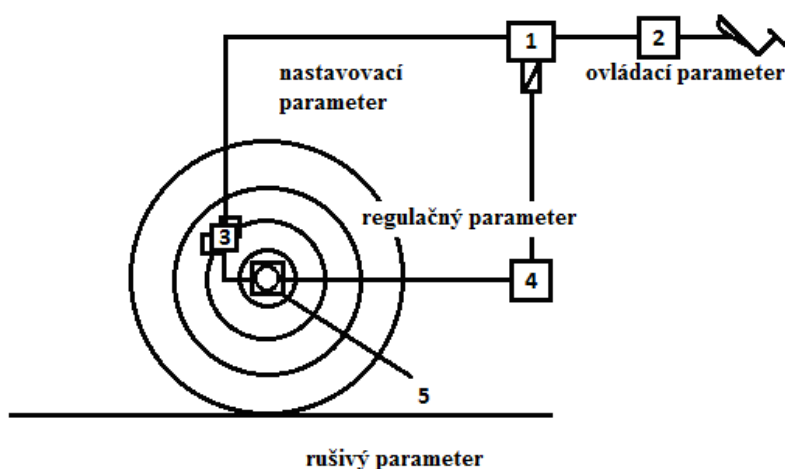 1
2
nastavovací
parameter
ovládací parameter
regulačný parameter
3
4
5
rušivý parameter